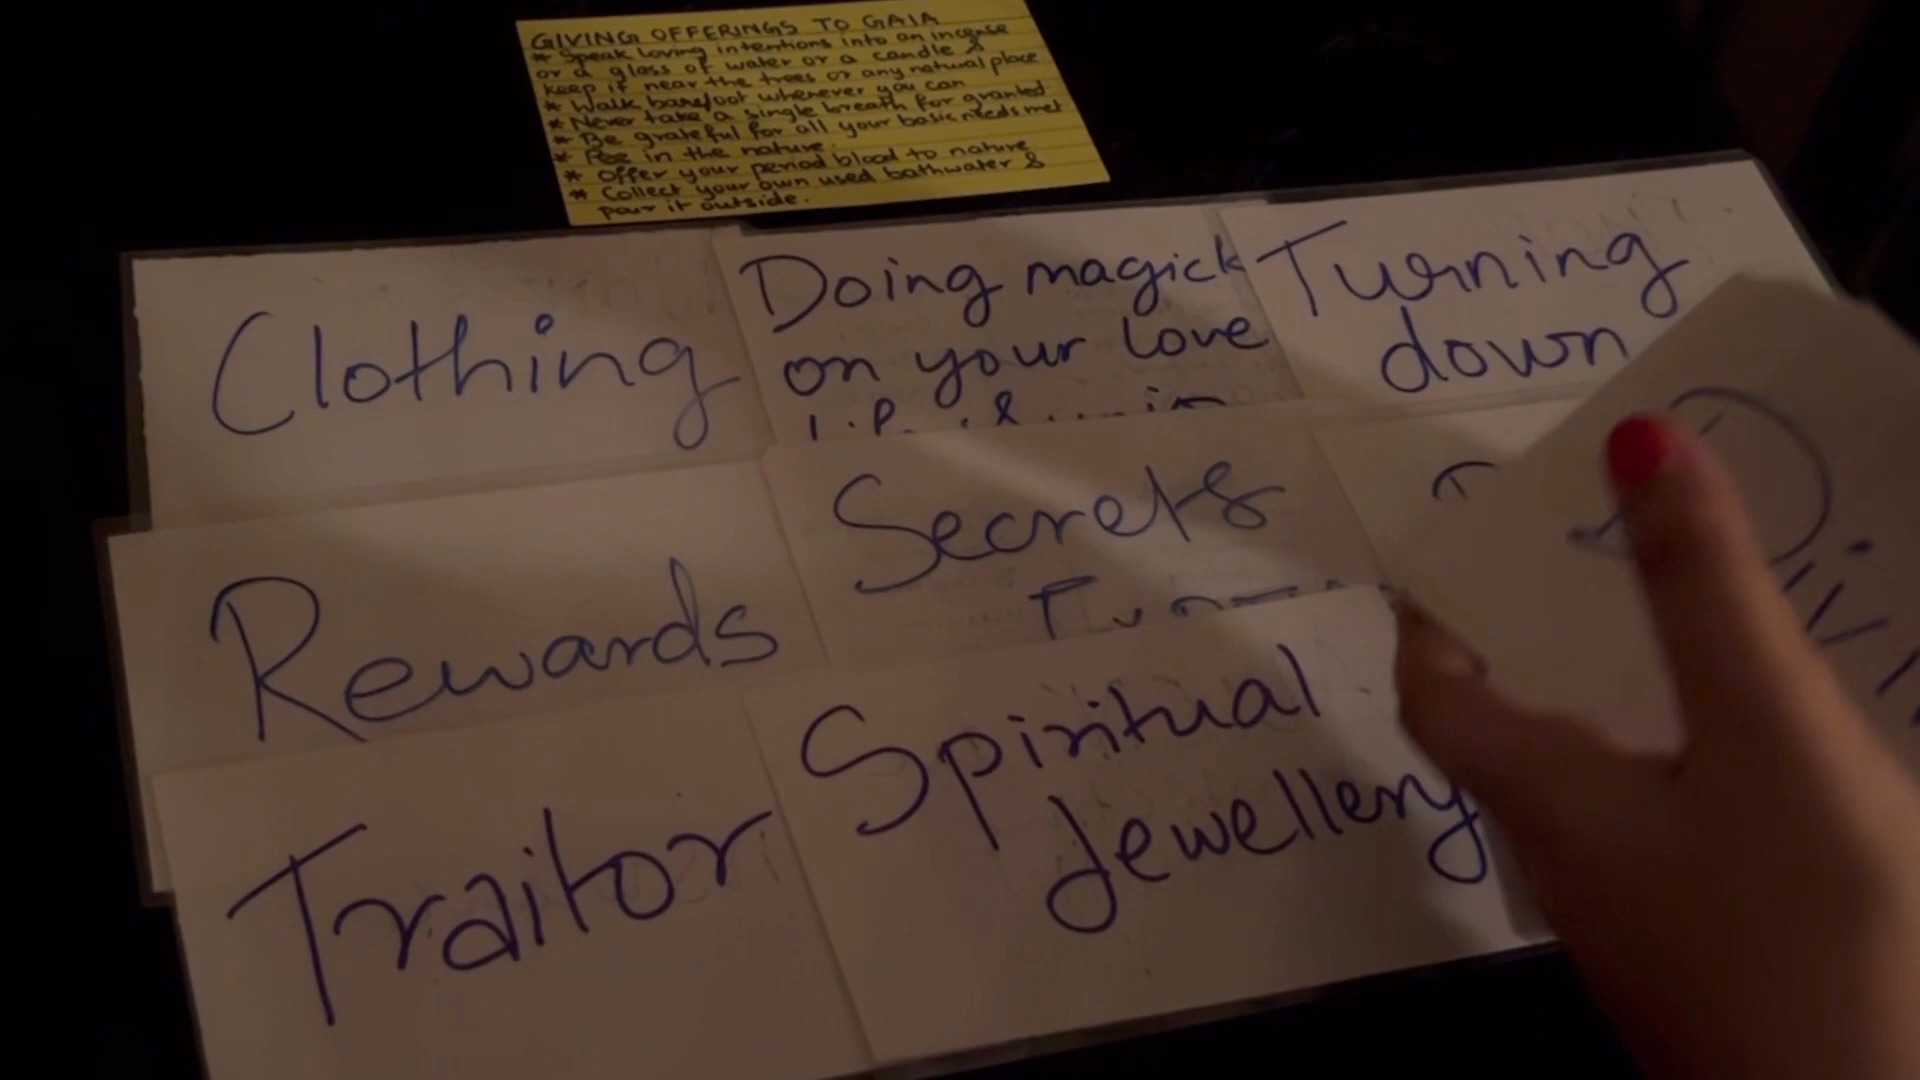 GIVING OFFERINGS TO GAIA
* Speak loving intentions into an incense
or a glass of water or a candle &
keep it near the trees or any natural place
* Walk barefoot wherever you can
* Never take a single breath for granted
* Be grateful for all your basic needs met
* Pee in the nature
* Offer your period blood to nature
* Collect your own used bathwater &
pour it outside.
Clothing
Doing magick
on your love
Turning
down
Rewards
Secrets
Traitor
Spiritual
Jewellery